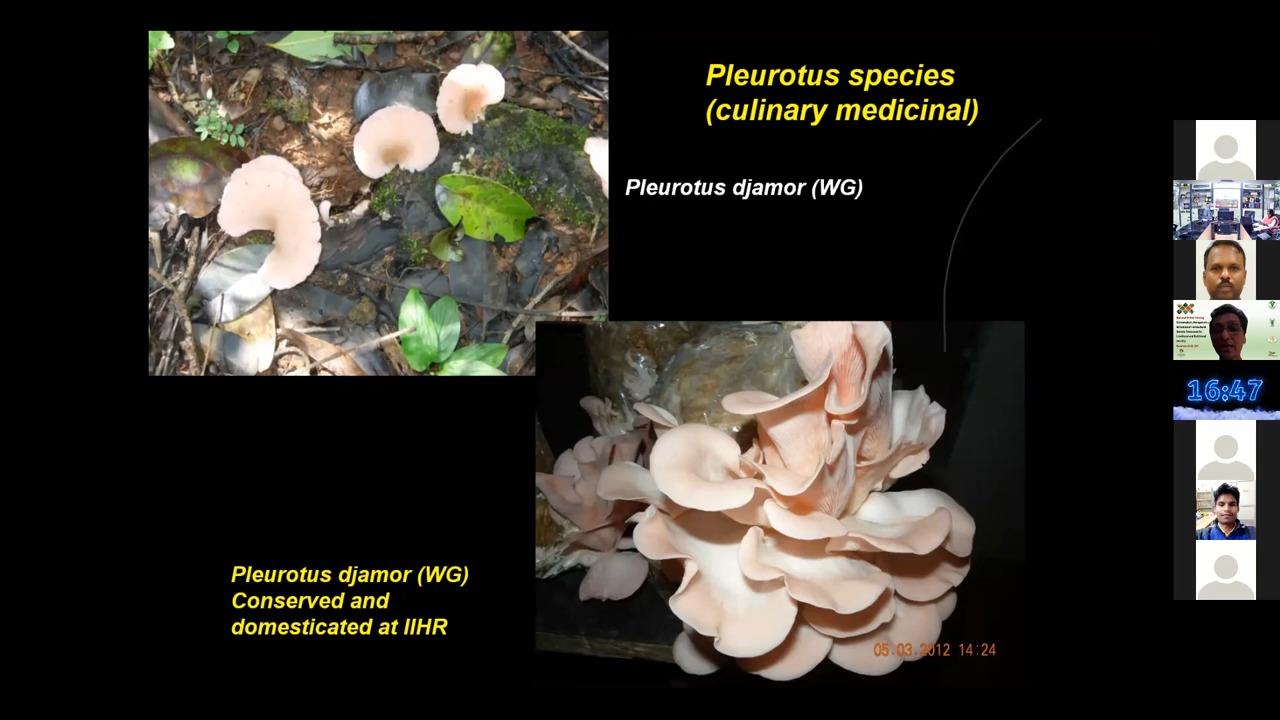 Pleurotus species
(culinary medicinal)
Pleurotus djamor (WG)
16:47
Pleurotus djamor (WG)
Conserved and
domesticated at IIHR
05.03.2012 14:24